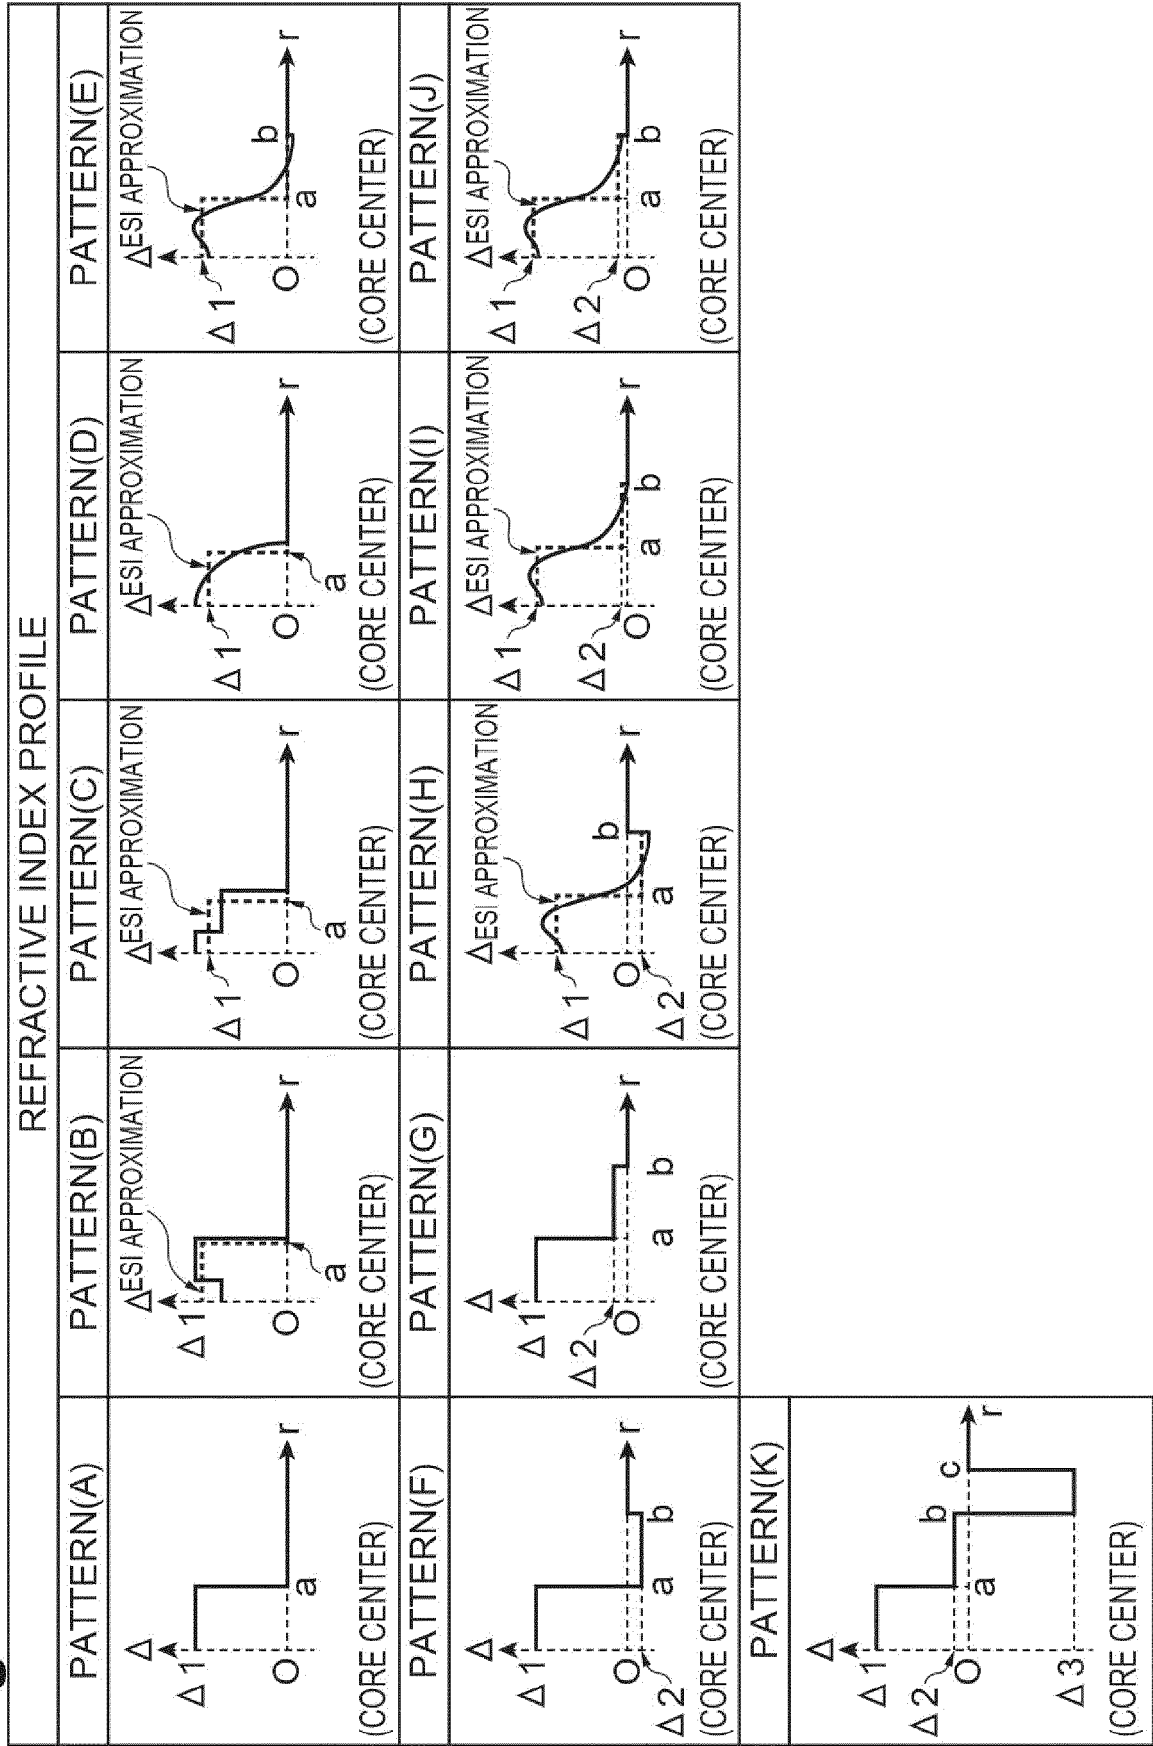 REFRACTIVE INDEX PROFILE
PATTERN(A)
PATTERN(B)
PATTERN(C)
PATTERN(D)
PATTERN(E)
Δ
Δ1
O
a
r
(CORE CENTER)
ΔESI APPROXIMATION
Δ1
O
a
r
(CORE CENTER)
ΔESI APPROXIMATION
Δ1
O
a
r
(CORE CENTER)
ΔESI APPROXIMATION
Δ1
O
a
r
(CORE CENTER)
ΔESI APPROXIMATION
Δ1
O
a
b
r
(CORE CENTER)
PATTERN(F)
PATTERN(G)
PATTERN(H)
PATTERN(I)
PATTERN(J)
Δ
Δ1
O
Δ2
a
b
r
(CORE CENTER)
Δ
Δ1
Δ2
O
a
b
r
(CORE CENTER)
ΔESI APPROXIMATION
Δ1
O
Δ2
a
b
r
(CORE CENTER)
ΔESI APPROXIMATION
Δ1
Δ2
O
a
b
r
(CORE CENTER)
ΔESI APPROXIMATION
Δ1
Δ2
O
a
b
r
(CORE CENTER)
PATTERN(K)
Δ
Δ1
Δ2
O
Δ3
a
b
c
r
(CORE CENTER)